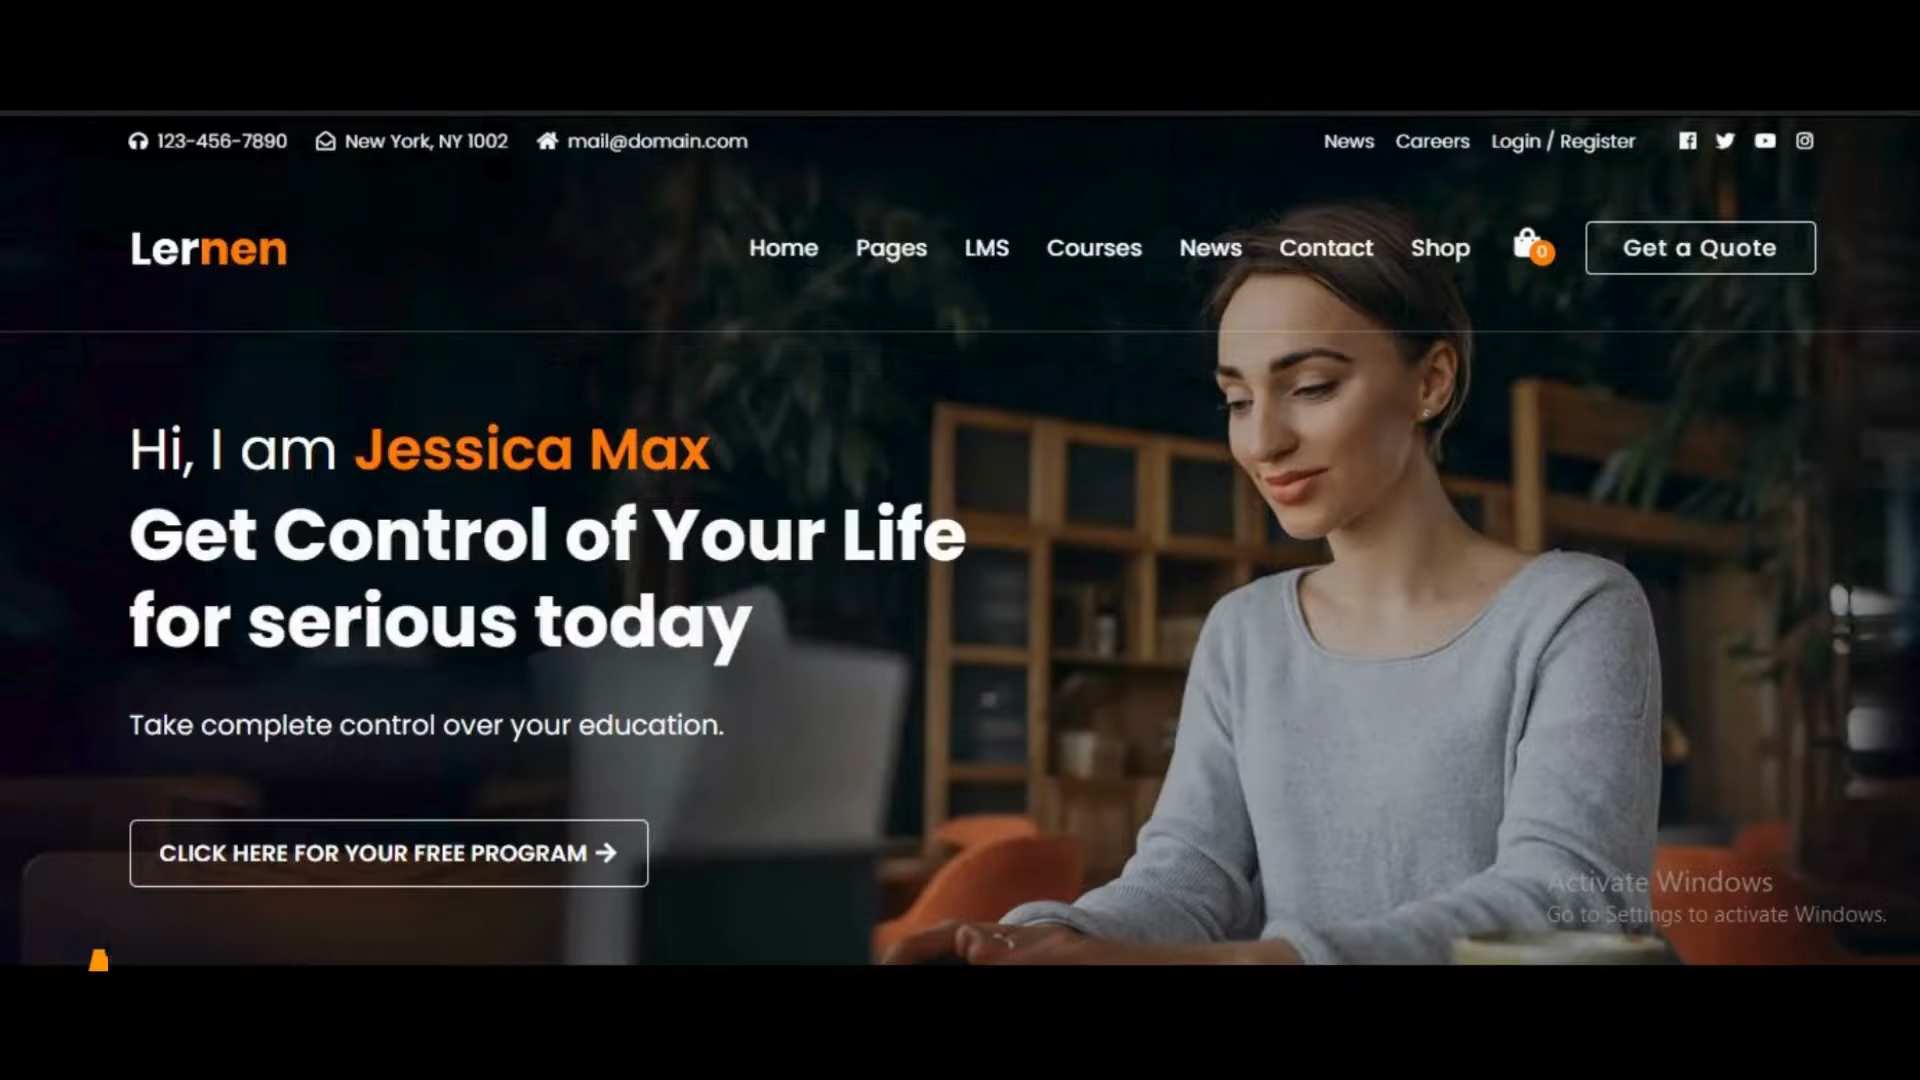 123-456-7890 New York, NY 1002 mail@domain.com News Careers Login / Register
Lernen Home Pages LMS Courses News Contact Shop 0 Get a Quote
Hi, I am Jessica Max
Get Control of Your Life
for serious today
Take complete control over your education.
CLICK HERE FOR YOUR FREE PROGRAM
Activate Windows
Go to Settings to activate Windows.